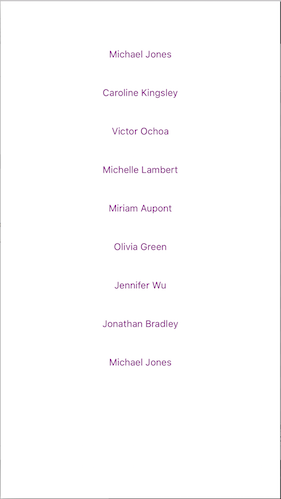 Michael Jones
Caroline Kingsley
Victor Ochoa
Michelle Lambert
Miriam Aupont
Olivia Green
Jennifer Wu
Jonathan Bradley
Michael Jones